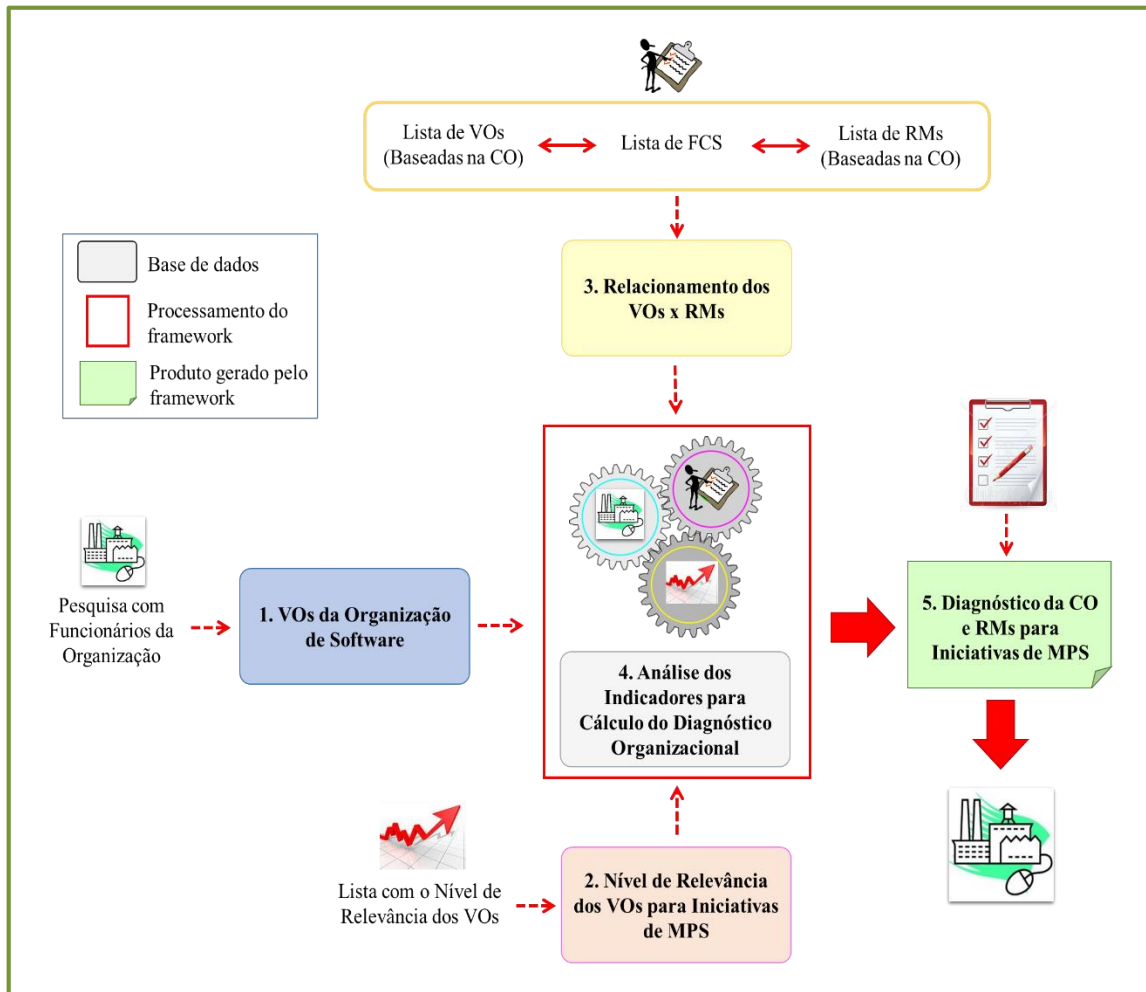 Lista de VOs
(Baseadas na CO)
Lista de FCS
Lista de RMs
(Baseadas na CO)
Base de dados
Processamento do
framework
Produto gerado pelo
framework
3. Relacionamento dos
VOs x RMs
Pesquisa com
Funcionários da
Organização
1. VOs da Organização
de Software
4. Análise dos
Indicadores para
Cálculo do Diagnóstico
Organizacional
5. Diagnóstico da CO
e RMs para
Iniciativas de MPS
Lista com o Nível de
Relevância dos VOs
2. Nível de Relevância
dos VOs para Iniciativas
de MPS